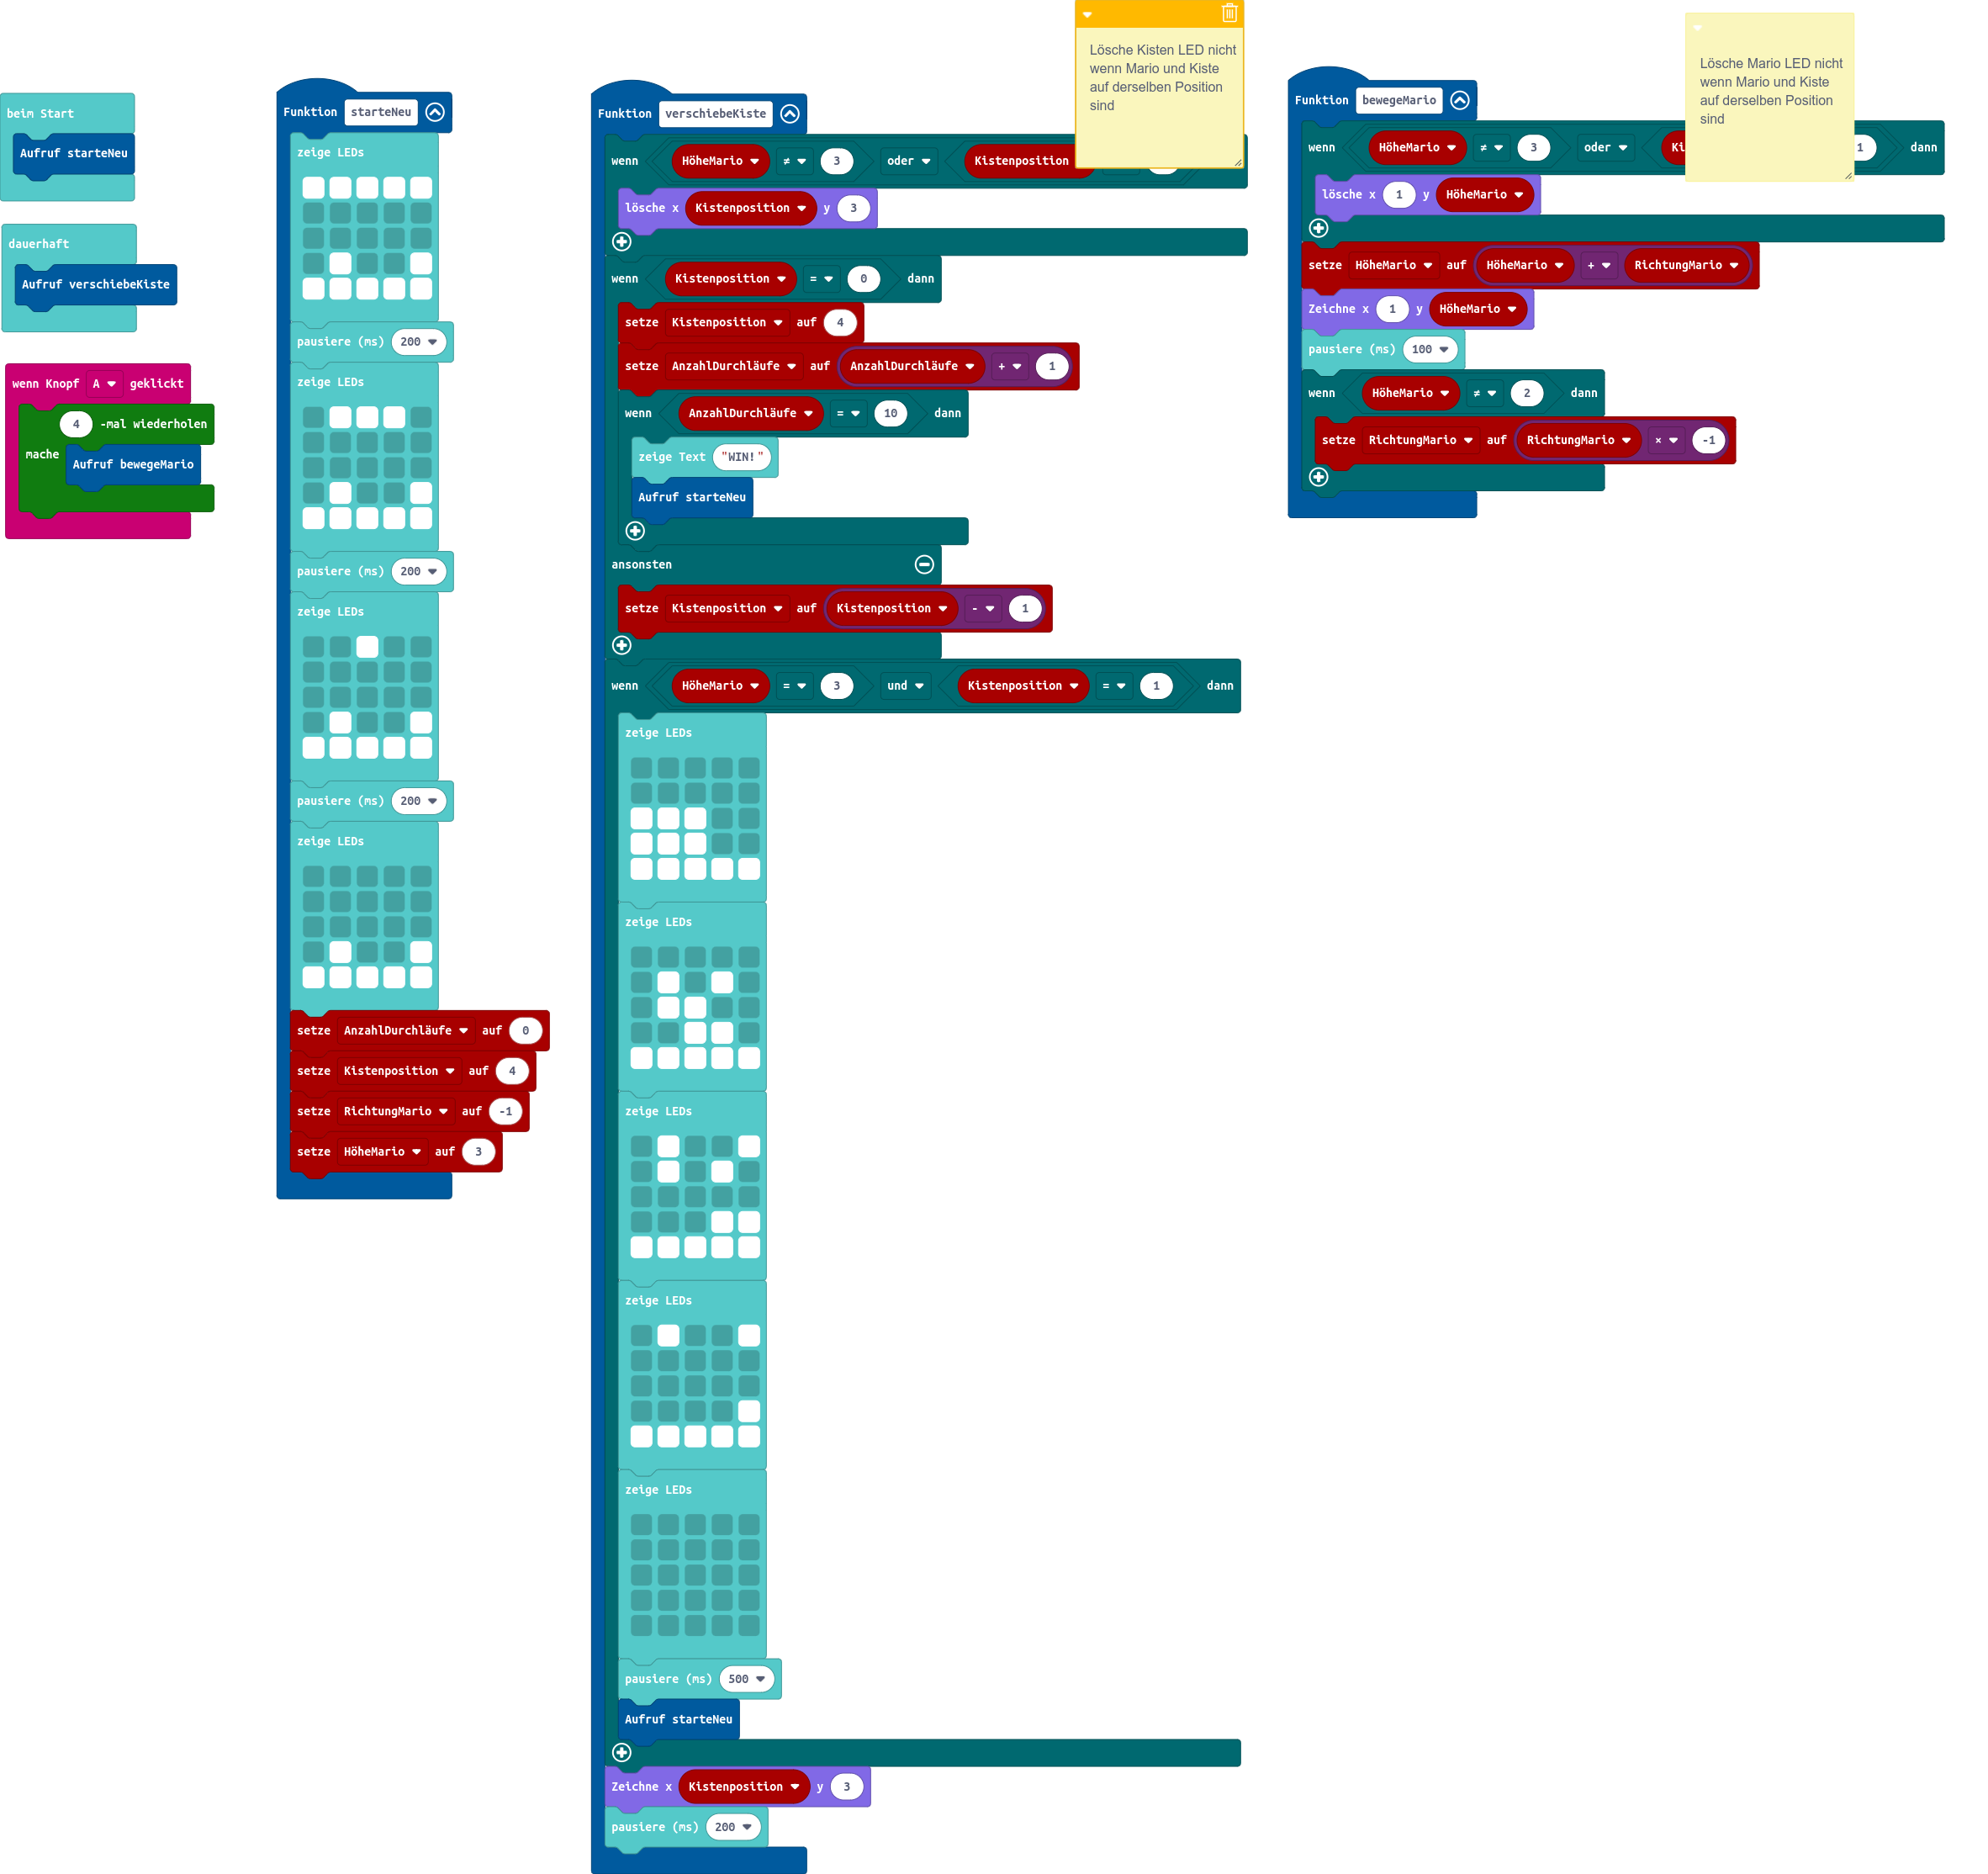 beim Start
Aufruf starteNeu
dauerhaft
Aufruf verschiebeKiste
wenn Knopf A geklickt
4 -mal wiederholen
mache Aufruf bewegeMario
Funktion starteNeu
zeige LEDs
pausiere (ms) 200
zeige LEDs
pausiere (ms) 200
zeige LEDs
pausiere (ms) 200
zeige LEDs
setze AnzahlDurchläufe auf 0
setze Kistenposition auf 4
setze RichtungMario auf -1
setze HöheMario auf 3
Funktion verschiebeKiste
wenn HöheMario ≠ 3 oder Kistenposition
lösche x Kistenposition y 3
wenn Kistenposition = 0 dann
setze Kistenposition auf 4
setze AnzahlDurchläufe auf AnzahlDurchläufe + 1
wenn AnzahlDurchläufe = 10 dann
zeige Text "WIN!"
Aufruf starteNeu
ansonsten
setze Kistenposition auf Kistenposition - 1
wenn HöheMario = 3 und Kistenposition = 1 dann
zeige LEDs
zeige LEDs
zeige LEDs
zeige LEDs
zeige LEDs
pausiere (ms) 500
Aufruf starteNeu
Zeichne x Kistenposition y 3
pausiere (ms) 200
Lösche Kisten LED nicht
wenn Mario und Kiste
auf derselben Position
sind
Funktion bewegeMario
wenn HöheMario ≠ 3 oder Ki 1 dann
lösche x 1 y HöheMario
setze HöheMario auf HöheMario + RichtungMario
Zeichne x 1 y HöheMario
pausiere (ms) 100
wenn HöheMario ≠ 2 dann
setze RichtungMario auf RichtungMario × -1
Lösche Mario LED nicht
wenn Mario und Kiste
auf derselben Position
sind